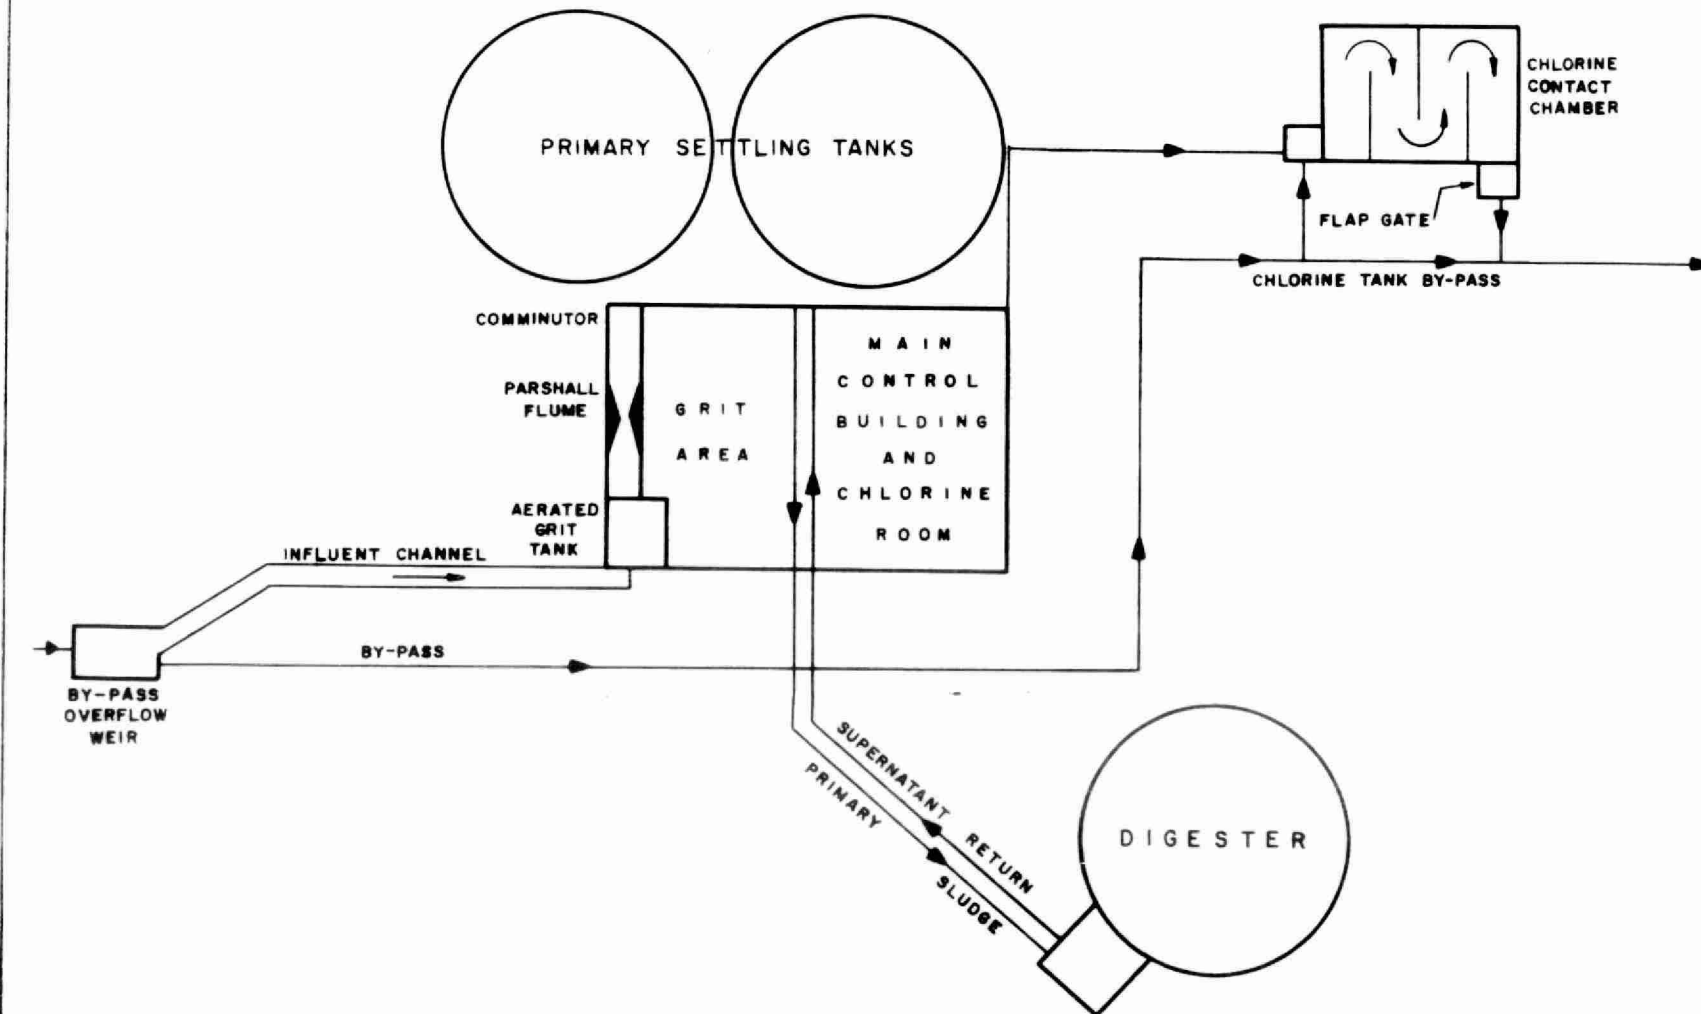 PRIMARY SETTLING TANKS
CHLORINE
CONTACT
CHAMBER
FLAP GATE
CHLORINE TANK BY-PASS
COMMINUTOR
PARSHALL
FLUME
GRIT
AREA
MAIN
CONTROL
BUILDING
AND
CHLORINE
ROOM
AERATED
GRIT
TANK
INFLUENT CHANNEL
BY-PASS
BY-PASS
OVERFLOW
WEIR
SUPERNATANT RETURN
PRIMARY SLUDGE
DIGESTER